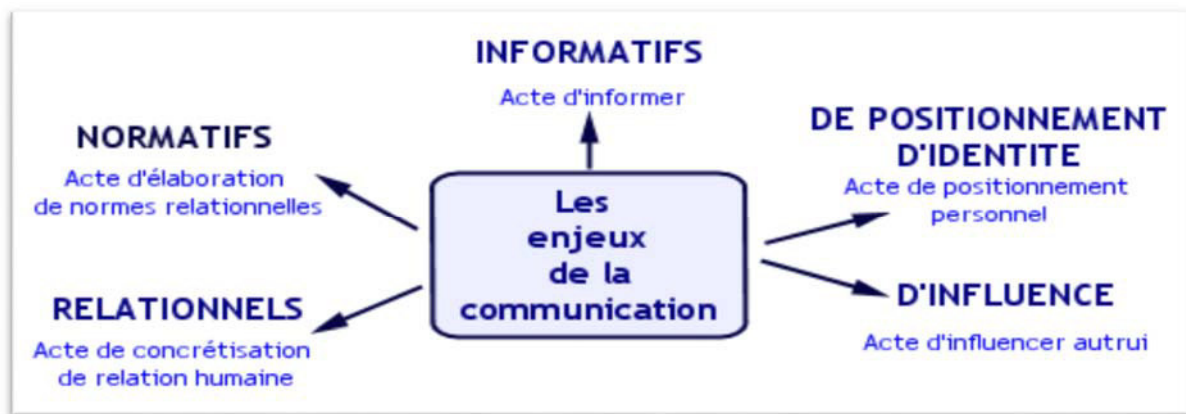 INFORMATIFS
Acte d'informer
NORMATIFS
Acte d'élaboration
de normes relationnelles
DE POSITIONNEMENT
D'IDENTITE
Acte de positionnement
personnel
Les
enjeux
de la
communication
RELATIONNELS
Acte de concrétisation
de relation humaine
D'INFLUENCE
Acte d'influencer autrui